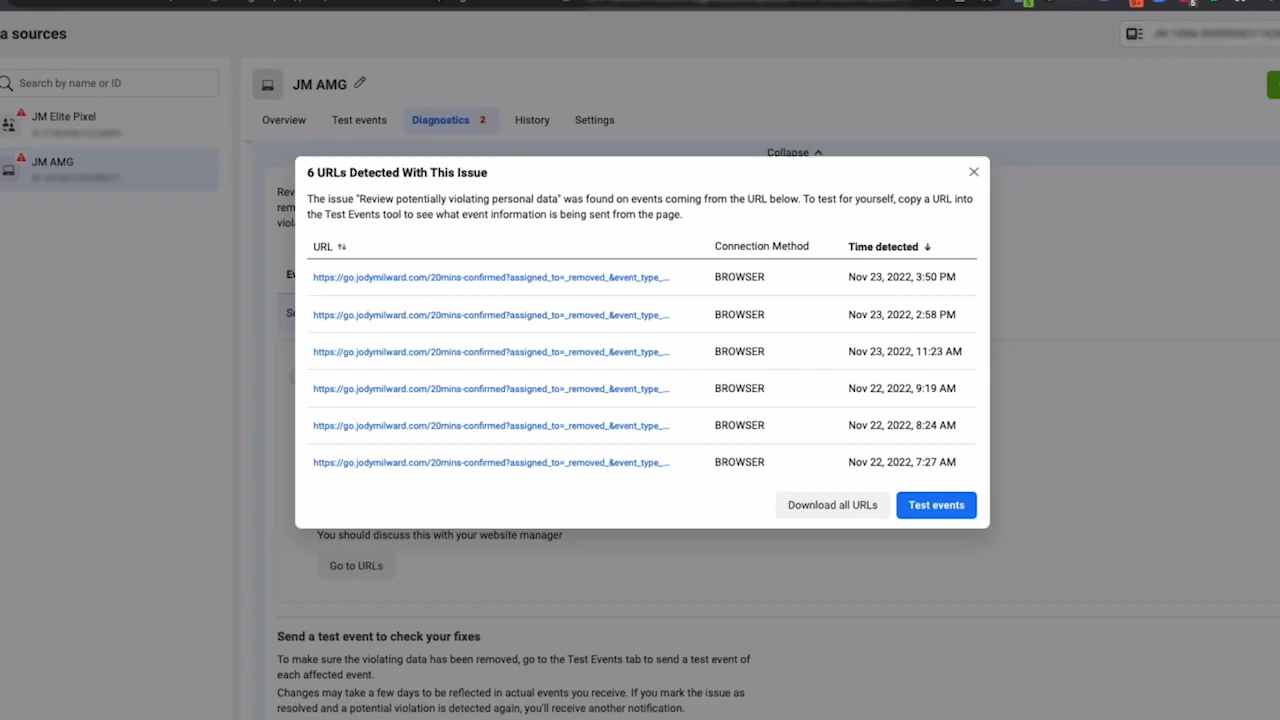 a sources
Search by name or ID
JM Elite Pixel
JM AMG
JM AMG
Overview
Test events
Diagnostics 2
History
Settings
Collapse
6 URLs Detected With This Issue
The issue "Review potentially violating personal data" was found on events coming from the URL below. To test for yourself, copy a URL into
the Test Events tool to see what event information is being sent from the page.
URL Connection Method Time detected
https://go.jodymilward.com/20mins-confirmed?assigned_to=_removed_&event_type_... BROWSER Nov 23, 2022, 3:50 PM
https://go.jodymilward.com/20mins-confirmed?assigned_to=_removed_&event_type_... BROWSER Nov 23, 2022, 2:58 PM
https://go.jodymilward.com/20mins-confirmed?assigned_to=_removed_&event_type_... BROWSER Nov 23, 2022, 11:23 AM
https://go.jodymilward.com/20mins-confirmed?assigned_to=_removed_&event_type_... BROWSER Nov 22, 2022, 9:19 AM
https://go.jodymilward.com/20mins-confirmed?assigned_to=_removed_&event_type_... BROWSER Nov 22, 2022, 8:24 AM
https://go.jodymilward.com/20mins-confirmed?assigned_to=_removed_&event_type_... BROWSER Nov 22, 2022, 7:27 AM
Download all URLs
Test events
You should discuss this with your website manager
Go to URLs
Send a test event to check your fixes
To make sure the violating data has been removed, go to the Test Events tab to send a test event of
each affected event.
Changes may take a few days to be reflected in actual events you receive. If you mark the issue as
resolved and a potential violation is detected again, you'll receive another notification.